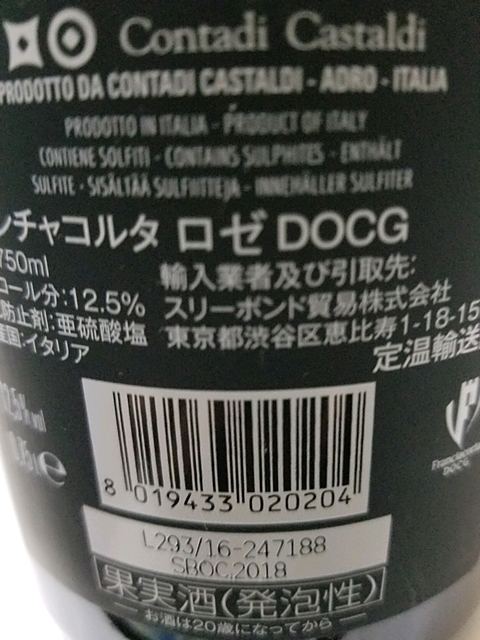 Contadi Castaldi
PRODOTTO DA CONTADI CASTALDI - ADRO - ITALIA
PRODOTTO IN ITALIA - PRODUCT OF ITALY
CONTIENE SOLFITI - CONTAINS SULPHITES - ENTHÄLT
SULFITE - SISÄLTÄÄ SULFIITTEJA - INNEHÅLLER SULFITER
ンチャコルタ ロゼ DOCG
750ml
コール分:12.5%
防止剤:亜硫酸塩
イタリア
輸入業者及び引取先:
スリーボンド貿易株式会社
東京都渋谷区恵比寿1-18-15
定温輸送
Franciacorta
DOCG
8 019433 020204
L293/16-247188
SBOC.2018
果実酒(発泡性)
お酒は20歳になってから